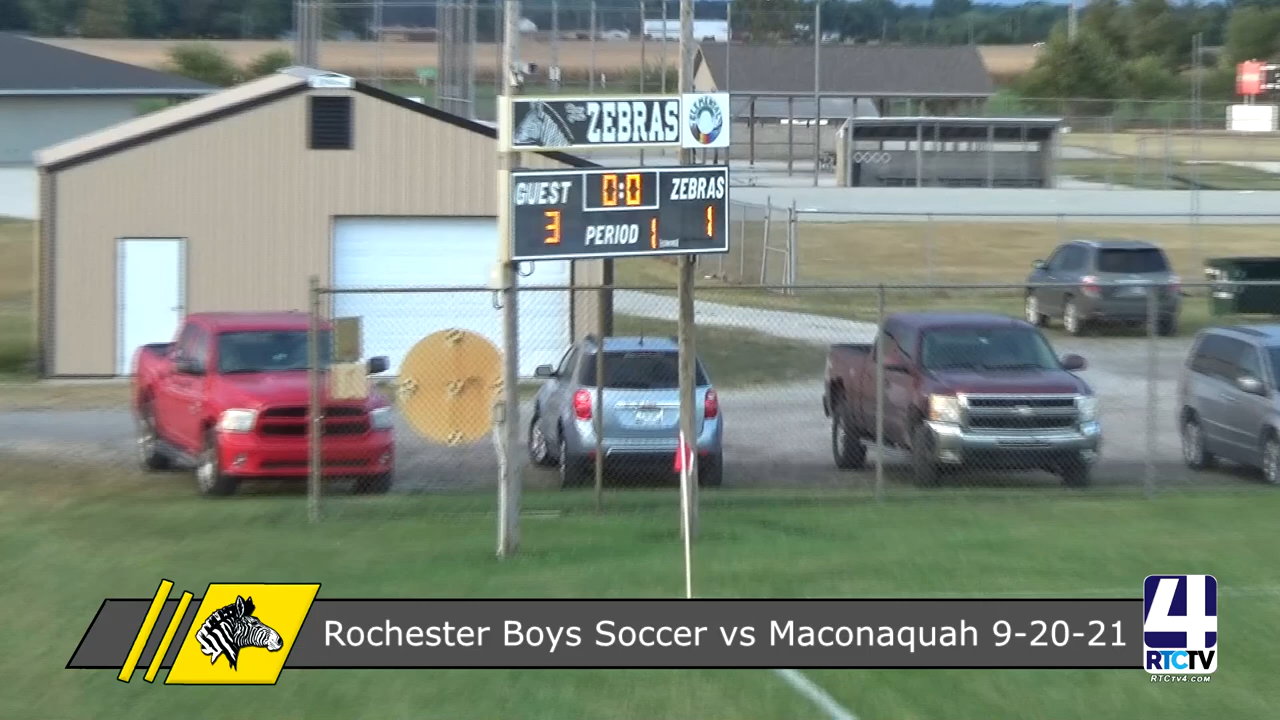 ZEBRAS
GUEST 0:0 ZEBRAS
3 PERIOD 1 1
Rochester Boys Soccer vs Maconaquah 9-20-21
4
RTCTV
RTCtv4.com